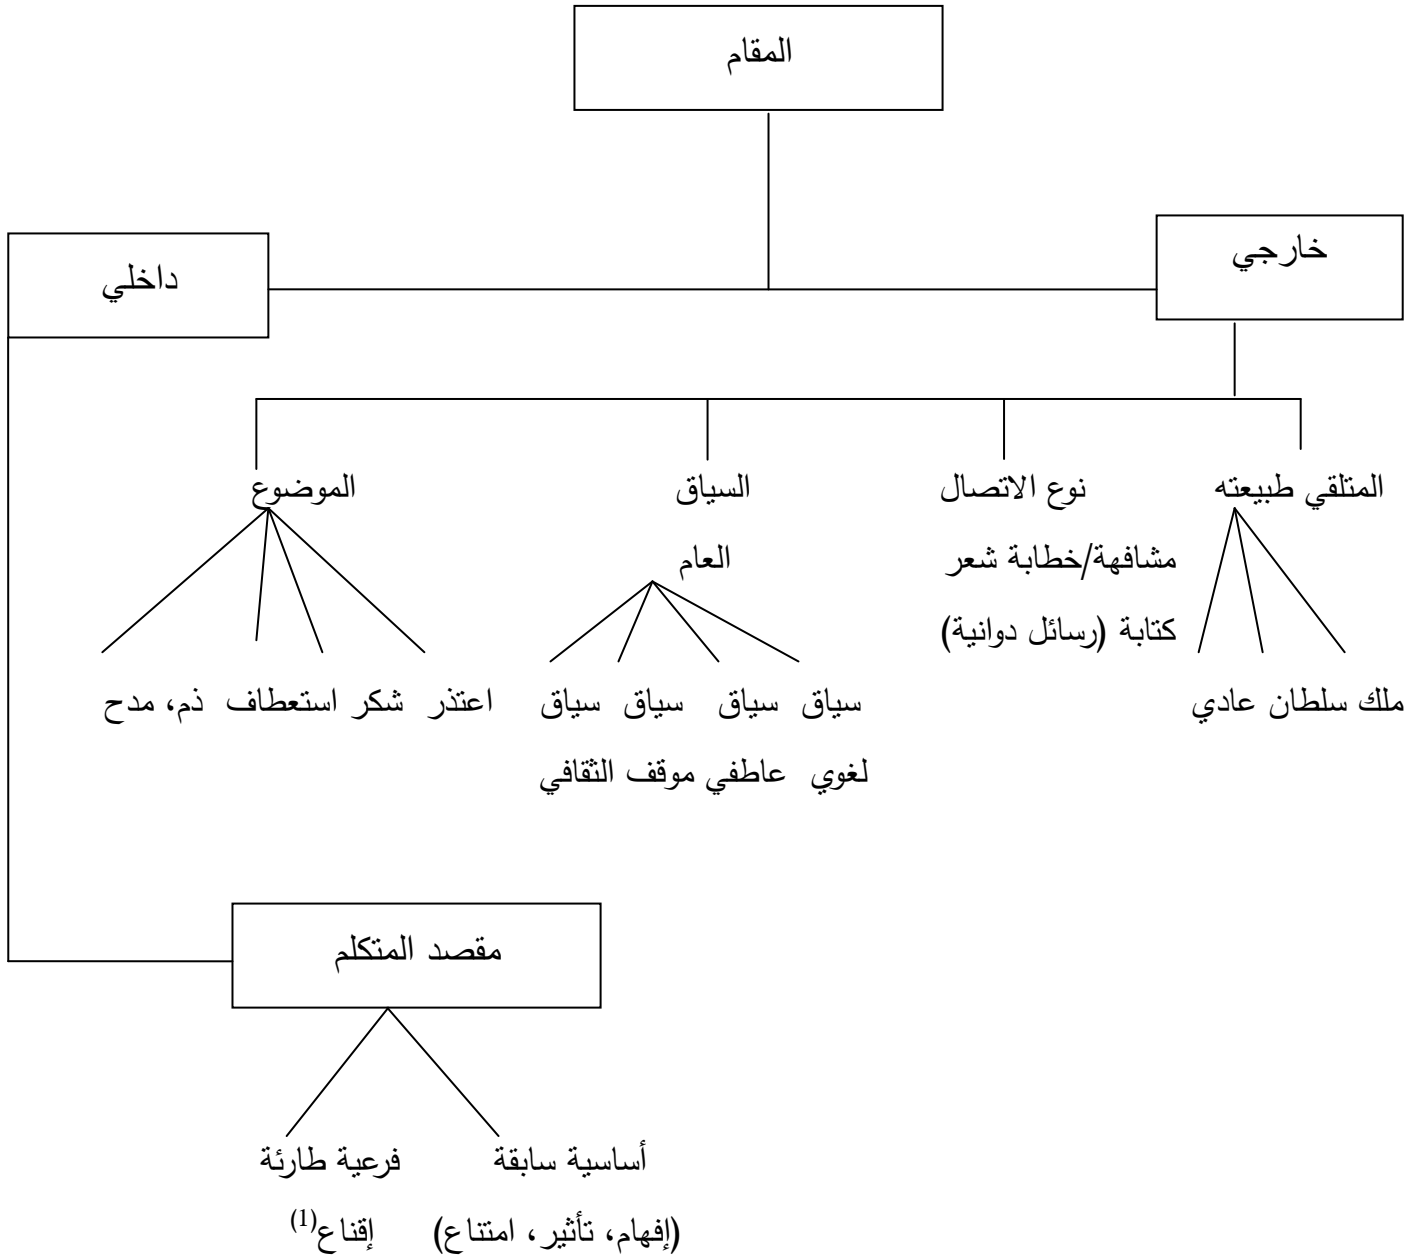 المقام
خارجي
داخلي
المتلقي طبيعته
نوع الاتصال
السياق
الموضوع
مشافهة/خطابة شعر
العام
كتابة (رسائل دوانية)
ملك سلطان عادي
سياق سياق سياق سياق
اعتذر شكر استعطاف ذم، مدح
لغوي عاطفي موقف الثقافي
مقصد المتكلم
أساسية سابقة
فرعية طارئة
(إفهام، تأثير، امتناع)
إقناع(1)